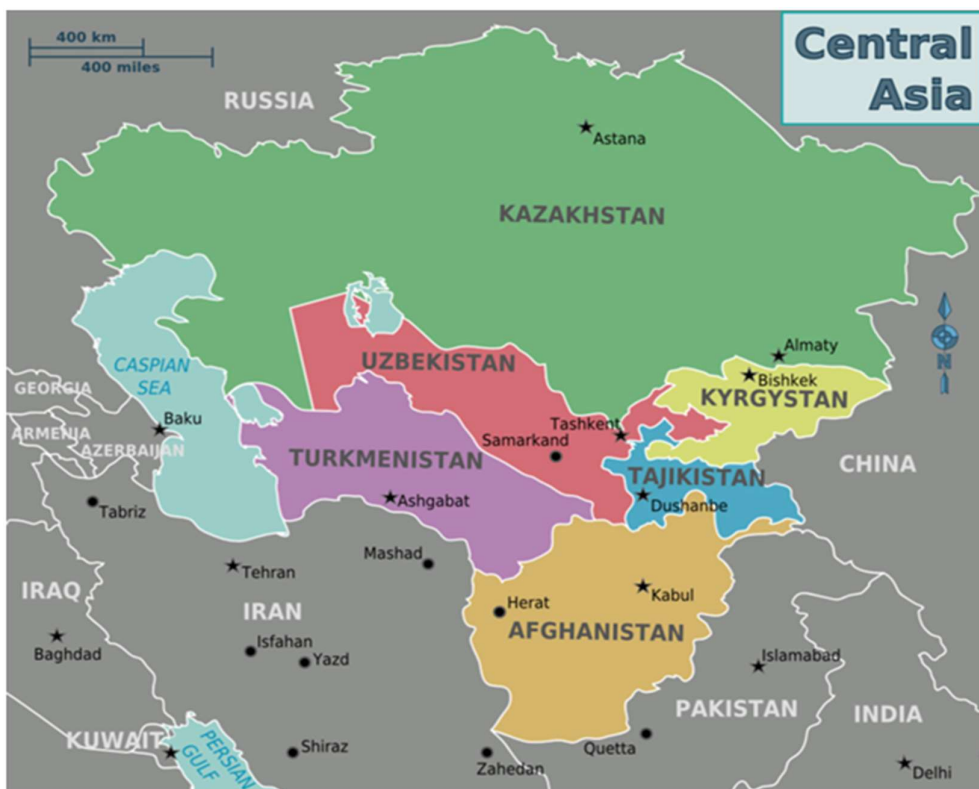 400 km
400 miles
Central
Asia
RUSSIA
Astana
KAZAKHSTAN
CASPIAN
SEA
UZBEKISTAN
Almaty
Bishkek
N
GEORGIA
KYRGYSTAN
Baku
Tashkent
ARMENIA
AZERBAIJAN
Samarkand
TURKMENISTAN
TAJIKISTAN
CHINA
Ashgabat
Dushanbe
Tabriz
Mashad
Tehran
IRAQ
IRAN
Herat
Kabul
AFGHANISTAN
Baghdad
Isfahan
Yazd
Islamabad
PAKISTAN
INDIA
KUWAIT
PERSIAN
GULF
Shiraz
Zahedan
Quetta
Delhi